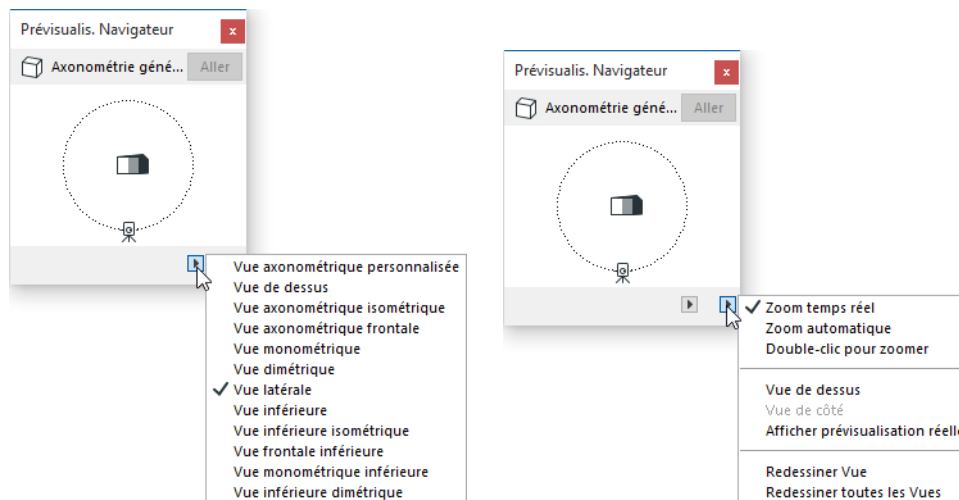 Prévisualis. Navigateur
x
Axonométrie géné...
Aller
Vue axonométrique personnalisée
Vue de dessus
Vue axonométrique isométrique
Vue axonométrique frontale
Vue monométrique
Vue dimétrique
Vue latérale
Vue inférieure
Vue inférieure isométrique
Vue frontale inférieure
Vue monométrique inférieure
Vue inférieure dimétrique
Prévisualis. Navigateur
x
Axonométrie géné...
Aller
Zoom temps réel
Zoom automatique
Double-clic pour zoomer
Vue de dessus
Vue de côté
Afficher prévisualisation réelle
Redessiner Vue
Redessiner toutes les Vues